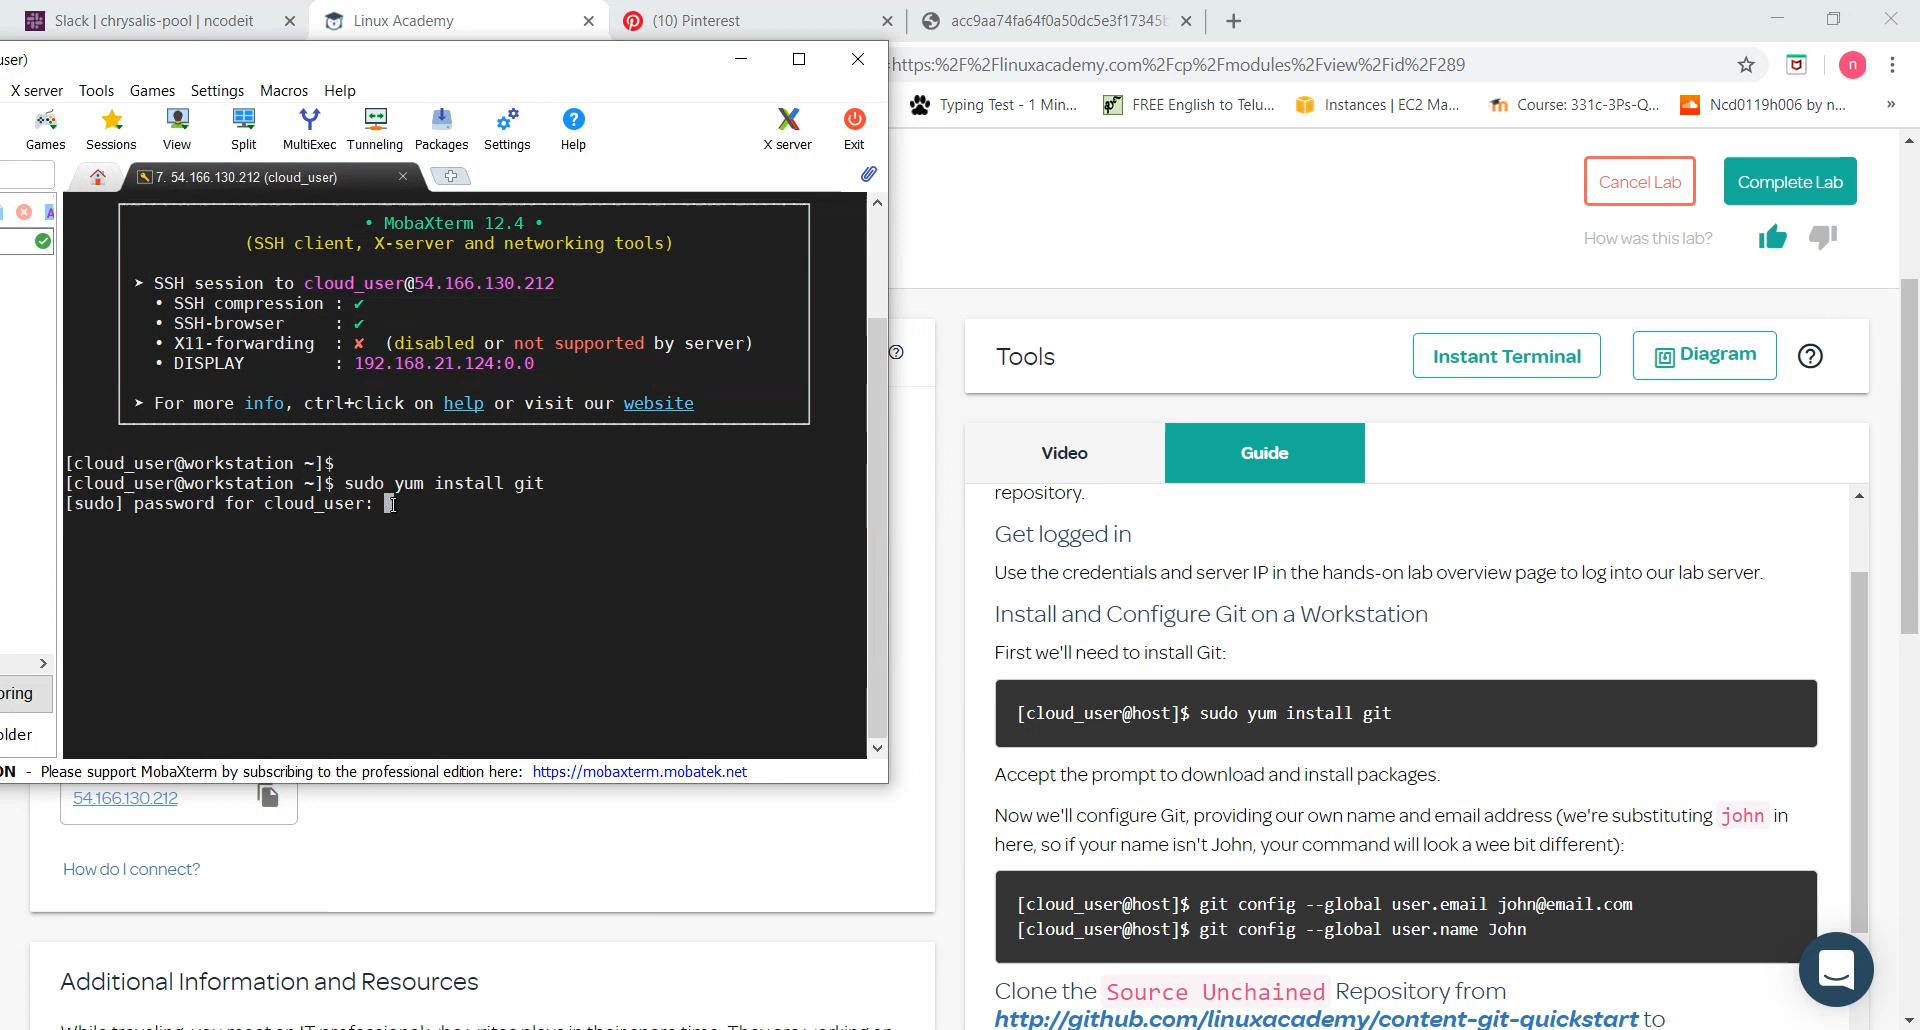 Slack | chrysalis-pool | ncodeit
Linux Academy
(10) Pinterest
acc9aa74fa64f0a50dc5e3f17345
user)
X server Tools Games Settings Macros Help
Games Sessions View Split MultiExec Tunneling Packages Settings Help X server Exit
https:%2F%2Flinuxacademy.com%2Fcp%2Fmodules%2Fview%2Fid%2F289
n
Typing Test - 1 Min... FREE English to Telu... Instances | EC2 Ma... Course: 331c-3Ps-Q... Ncd0119h006 by n... »
7. 54.166.130.212 (cloud_user)
• MobaXterm 12.4 •
(SSH client, X-server and networking tools)
➤ SSH session to cloud_user@54.166.130.212
• SSH compression : ✔
• SSH-browser : ✔
• X11-forwarding : ✘ (disabled or not supported by server)
• DISPLAY : 192.168.21.124:0.0
➤ For more info, ctrl+click on help or visit our website
[cloud_user@workstation ~]$
[cloud_user@workstation ~]$ sudo yum install git
[sudo] password for cloud_user:
oring
older
ON - Please support MobaXterm by subscribing to the professional edition here: https://mobaxterm.mobatek.net
54.166.130.212
How do I connect?
Additional Information and Resources
Cancel Lab
Complete Lab
How was this lab?
Tools
Instant Terminal
Diagram
Video
Guide
repository.
Get logged in
Use the credentials and server IP in the hands-on lab overview page to log into our lab server.
Install and Configure Git on a Workstation
First we'll need to install Git:
[cloud_user@host]$ sudo yum install git
Accept the prompt to download and install packages.
Now we'll configure Git, providing our own name and email address (we're substituting john in
here, so if your name isn't John, your command will look a wee bit different):
[cloud_user@host]$ git config --global user.email john@email.com
[cloud_user@host]$ git config --global user.name John
Clone the Source Unchained Repository from
http://github.com/linuxacademy/content-git-quickstart to